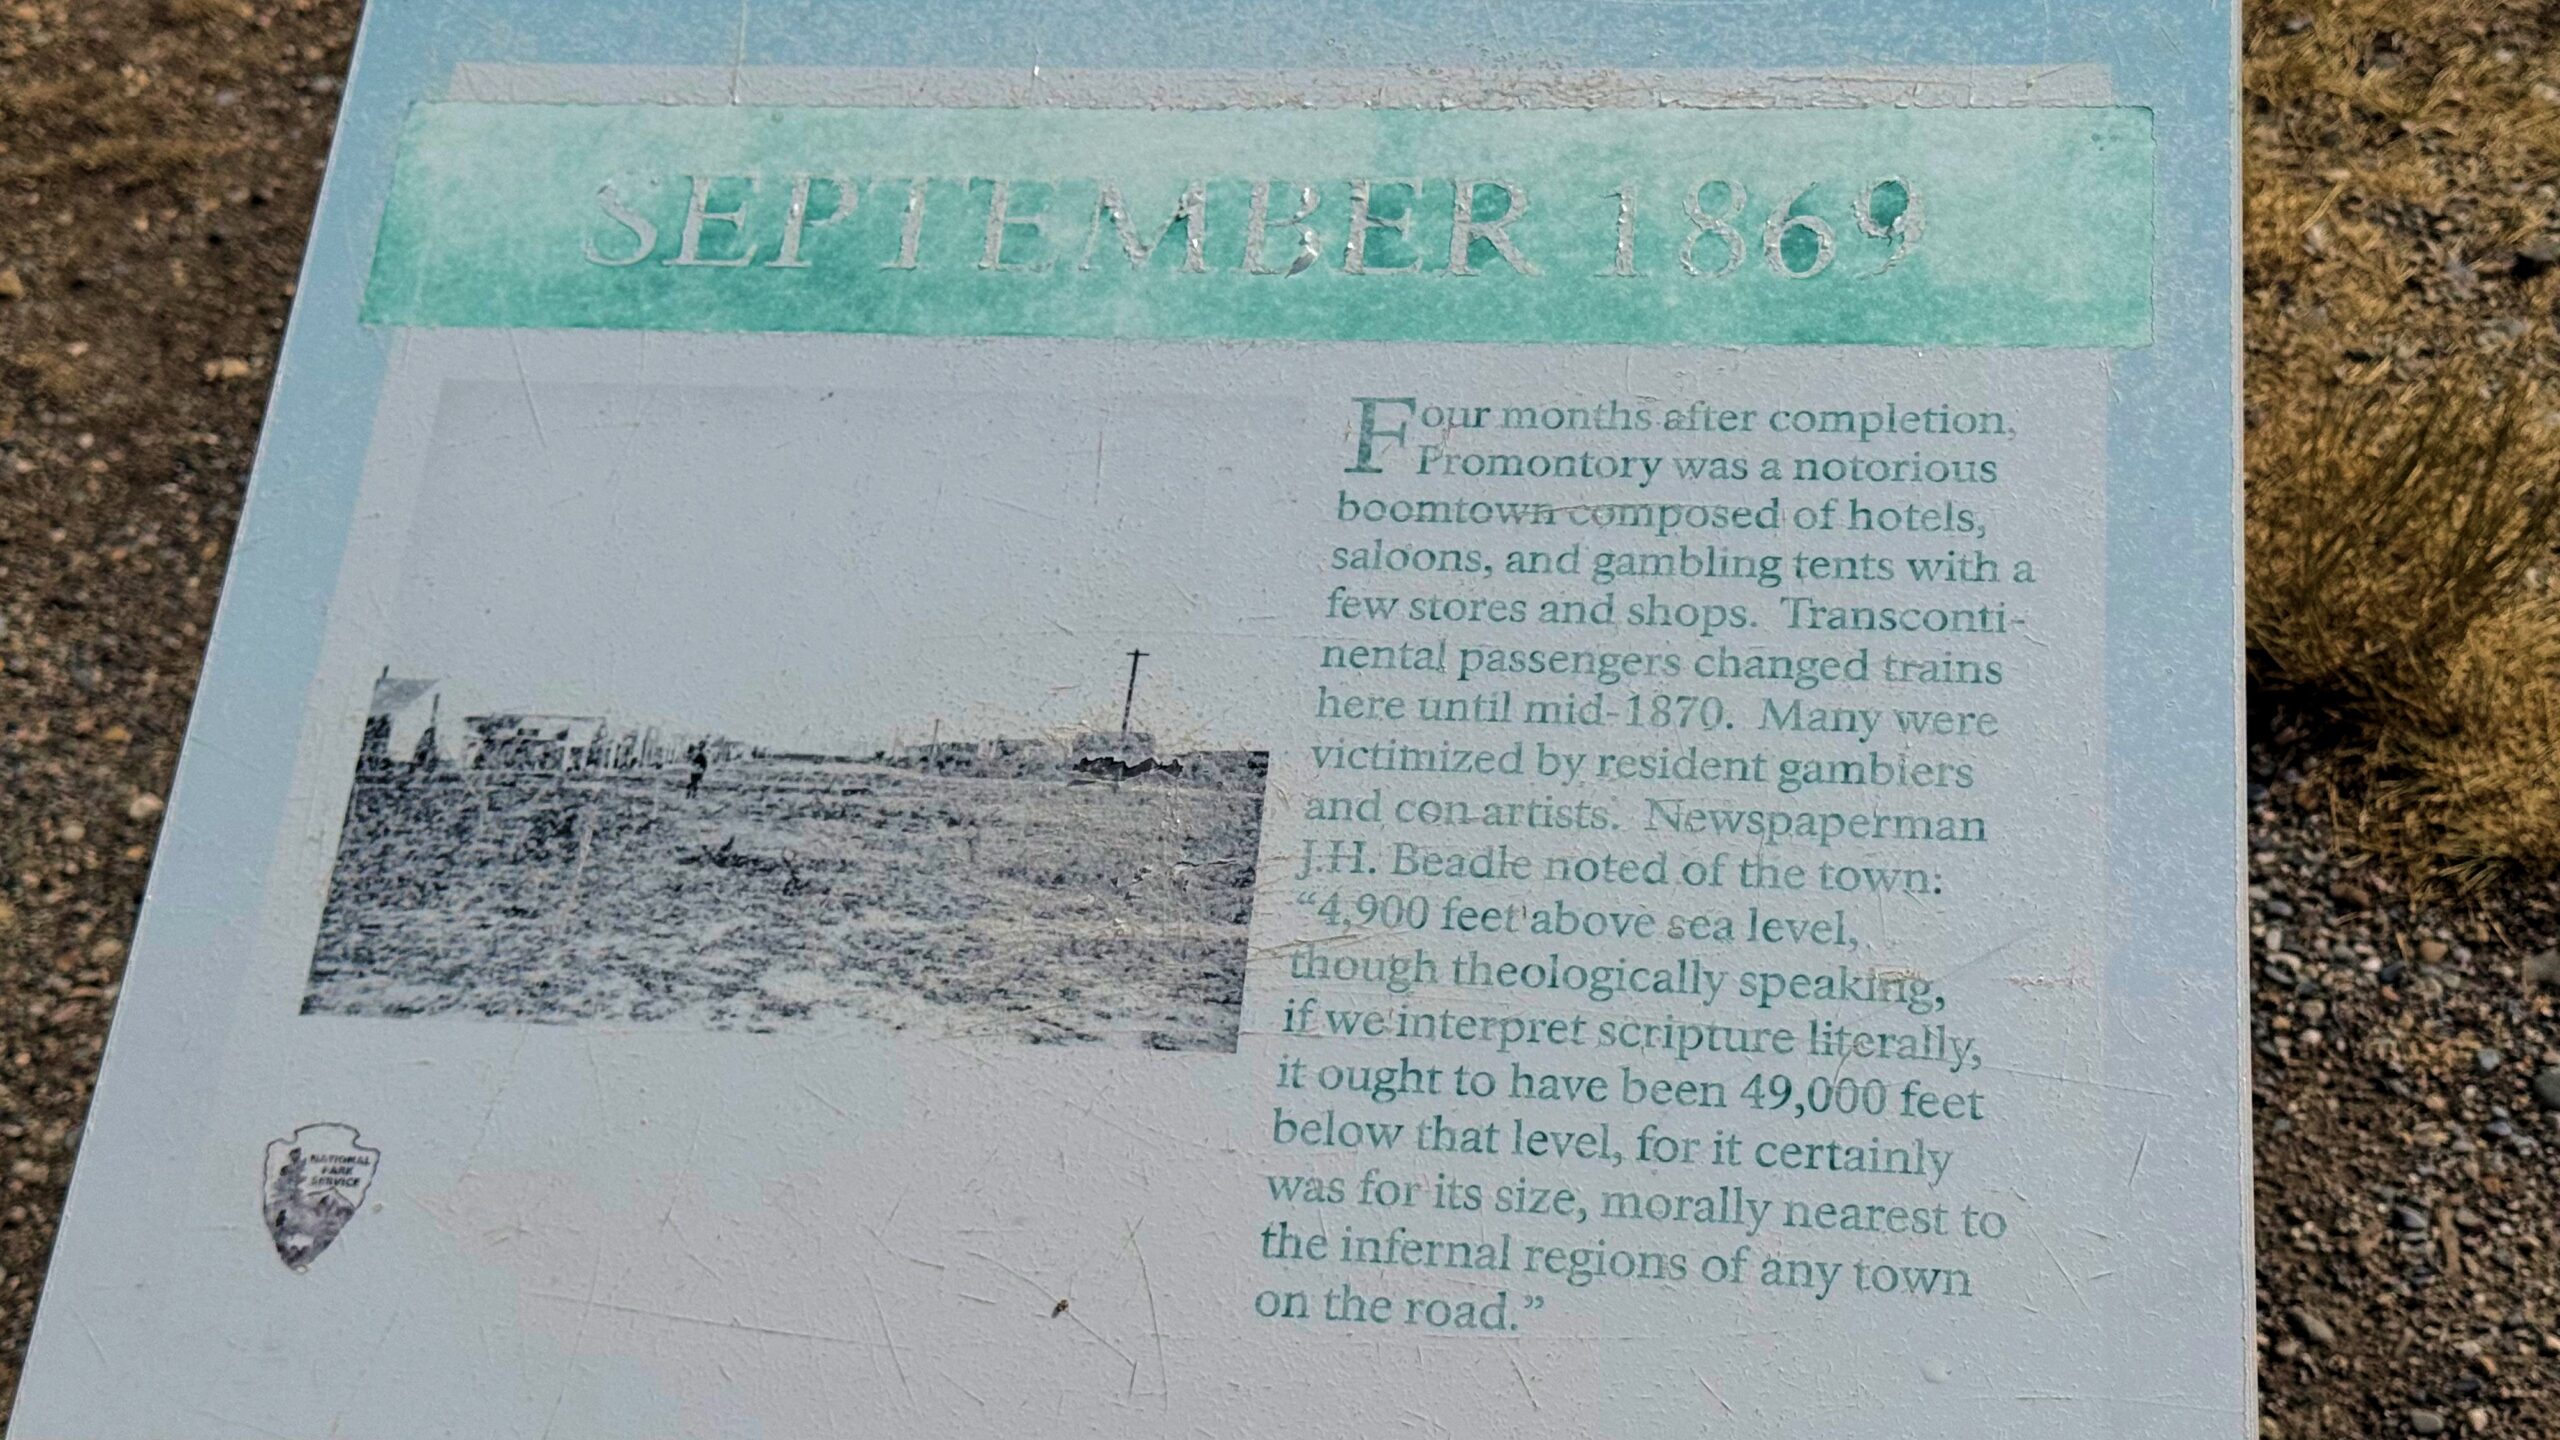 SEPTEMBER 1869
Four months after completion,
Promontory was a notorious
boomtown composed of hotels,
saloons, and gambling tents with a
few stores and shops. Transconti-
nental passengers changed trains
here until mid-1870. Many were
victimized by resident gamblers
and con artists. Newspaperman
J.H. Beadle noted of the town:
“4,900 feet above sea level,
though theologically speaking,
if we interpret scripture literally,
it ought to have been 49,000 feet
below that level, for it certainly
was for its size, morally nearest to
the infernal regions of any town
on the road.”
NATIONAL
PARK
SERVICE